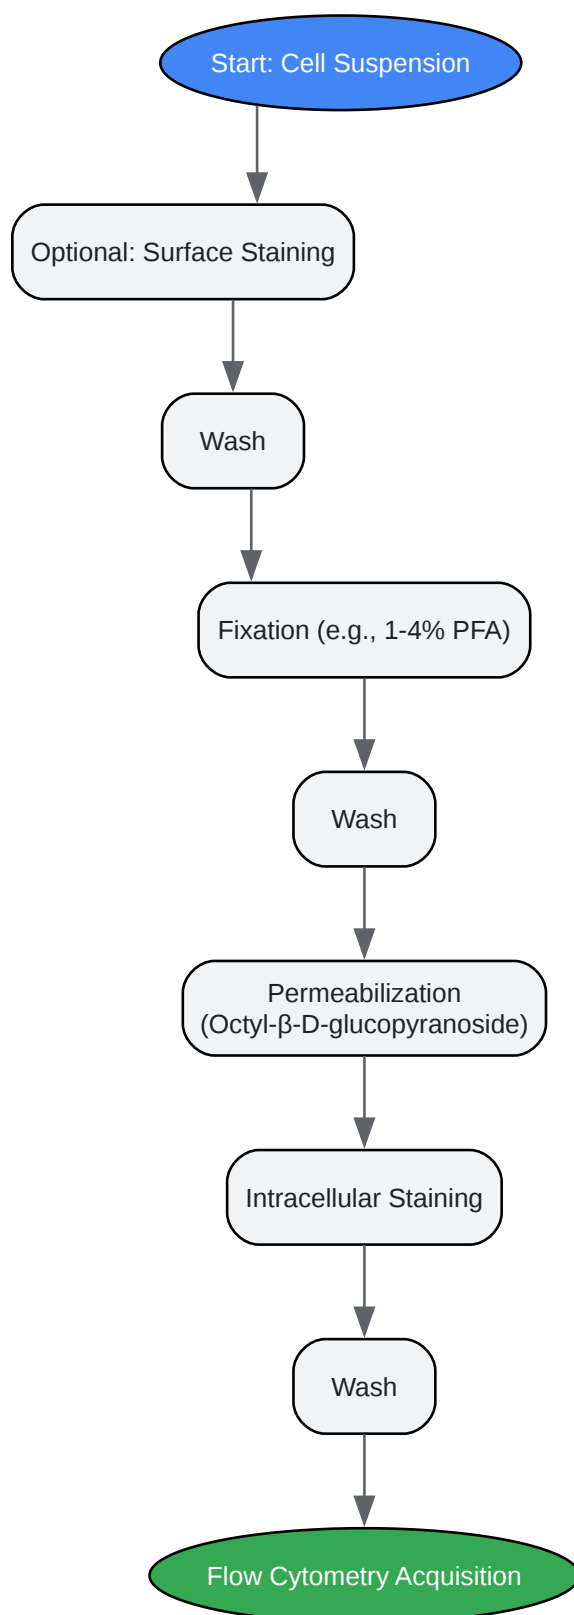 Start: Cell Suspension
Optional: Surface Staining
Wash
Fixation (e.g., 1-4% PFA)
Wash
Permeabilization
(Octyl-β-D-glucopyranoside)
Intracellular Staining
Wash
Flow Cytometry Acquisition